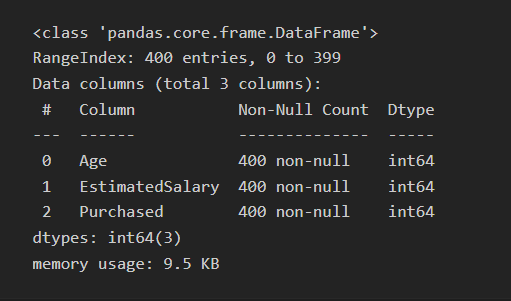 <class 'pandas.core.frame.DataFrame'>
RangeIndex: 400 entries, 0 to 399
Data columns (total 3 columns):
 #   Column           Non-Null Count  Dtype
---  ------           --------------  -----
 0   Age              400 non-null    int64
 1   EstimatedSalary  400 non-null    int64
 2   Purchased        400 non-null    int64
dtypes: int64(3)
memory usage: 9.5 KB